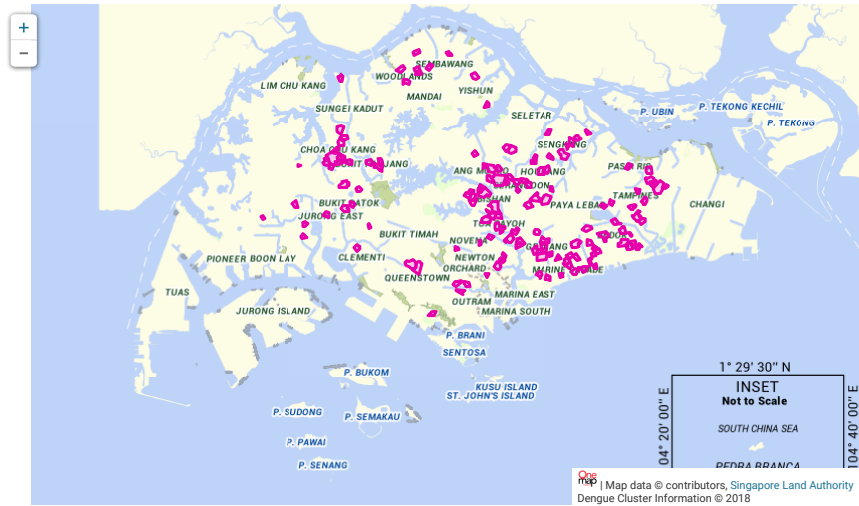 +
−
SEMBAWANG
WOODLANDS
LIM CHU KANG
MANDAI
YISHUN
SUNGEI KADUT
SELETAR
P. UBIN
P. TEKONG KECHIL
P. TEKONG
CHOA CHU KANG
SENGKANG
ANG MO KIO
HOUGANG
PASIR RIS
SERANGOON
BISHAN
TAMPINES
BUKIT BATOK
PAYA LEBAR
CHANGI
JURONG EAST
TOA PAYOH
BUKIT TIMAH
NOVENA
BEDOK
GEYLANG
PIONEER
BOON LAY
CLEMENTI
NEWTON
ORCHARD
MARINE PARADE
QUEENSTOWN
TUAS
MARINA EAST
OUTRAM
JURONG ISLAND
MARINA SOUTH
P. BRANI
SENTOSA
P. BUKOM
KUSU ISLAND
ST. JOHN'S ISLAND
P. SUDONG
P. SEMAKAU
P. PAWAI
P. SENANG
1° 29' 30" N
INSET
Not to Scale
04° 20' 00" E
104° 40' 00" E
SOUTH CHINA SEA
PEDRA BRANCA
One map | Map data © contributors, Singapore Land Authority
Dengue Cluster Information © 2018